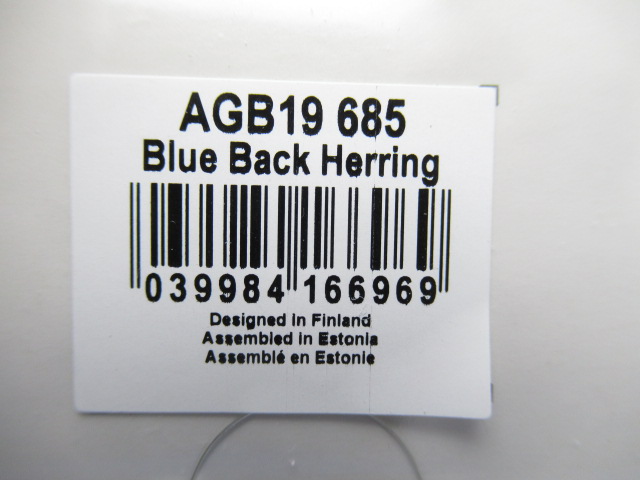 AGB19 685
Blue Back Herring
039984 166969
Designed in Finland
Assembled in Estonia
Assemblé en Estonie